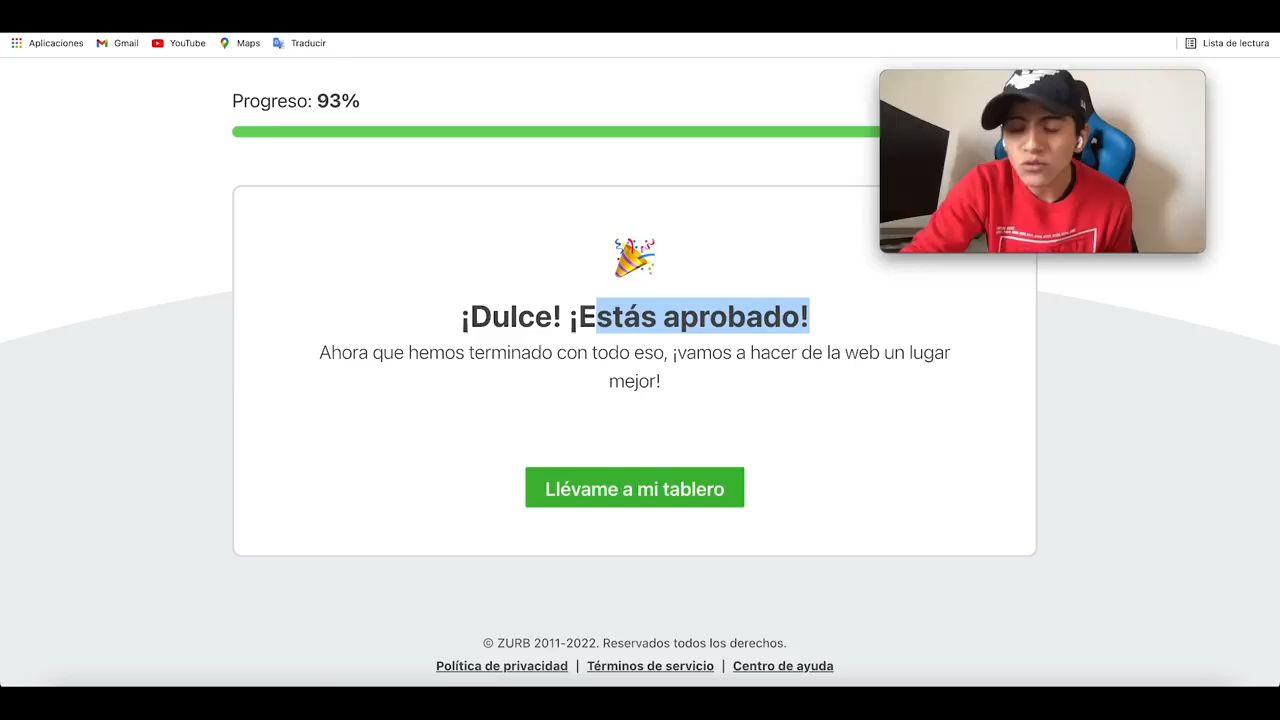 Aplicaciones Gmail YouTube Maps Traducir Lista de lectura
Progreso: 93%
¡Dulce! ¡Estás aprobado!
Ahora que hemos terminado con todo eso, ¡vamos a hacer de la web un lugar
mejor!
Llévame a mi tablero
© ZURB 2011-2022. Reservados todos los derechos.
Política de privacidad | Términos de servicio | Centro de ayuda